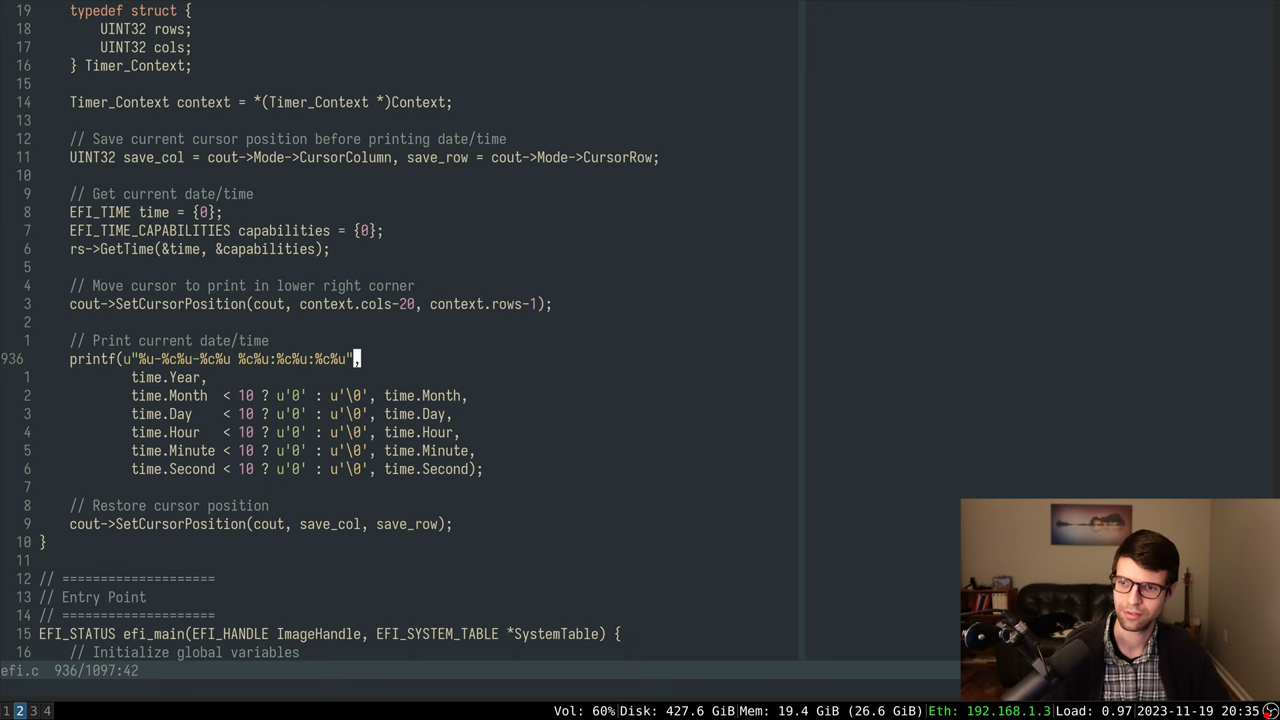 19     typedef struct {
18         UINT32 rows;
17         UINT32 cols;
16     } Timer_Context;
15
14     Timer_Context context = *(Timer_Context *)Context;
13
12     // Save current cursor position before printing date/time
11     UINT32 save_col = cout->Mode->CursorColumn, save_row = cout->Mode->CursorRow;
10
9     // Get current date/time
8     EFI_TIME time = {0};
7     EFI_TIME_CAPABILITIES capabilities = {0};
6     rs->GetTime(&time, &capabilities);
5
4     // Move cursor to print in lower right corner
3     cout->SetCursorPosition(cout, context.cols-20, context.rows-1);
2
1     // Print current date/time
936     printf(u"%u-%c%u-%c%u %c%u:%c%u:%c%u",
1             time.Year,
2             time.Month  < 10 ? u'0' : u'\0', time.Month,
3             time.Day    < 10 ? u'0' : u'\0', time.Day,
4             time.Hour   < 10 ? u'0' : u'\0', time.Hour,
5             time.Minute < 10 ? u'0' : u'\0', time.Minute,
6             time.Second < 10 ? u'0' : u'\0', time.Second);
7
8     // Restore cursor position
9     cout->SetCursorPosition(cout, save_col, save_row);
10 }
11
12 // ====================
13 // Entry Point
14 // ====================
15 EFI_STATUS efi_main(EFI_HANDLE ImageHandle, EFI_SYSTEM_TABLE *SystemTable) {
16     // Initialize global variables
efi.c  936/1097:42
1 2 3 4 Vol: 60%|Disk: 427.6 GiB|Mem: 19.4 GiB (26.6 GiB)|Eth: 192.168.1.3|Load: 0.97|2023-11-19 20:35